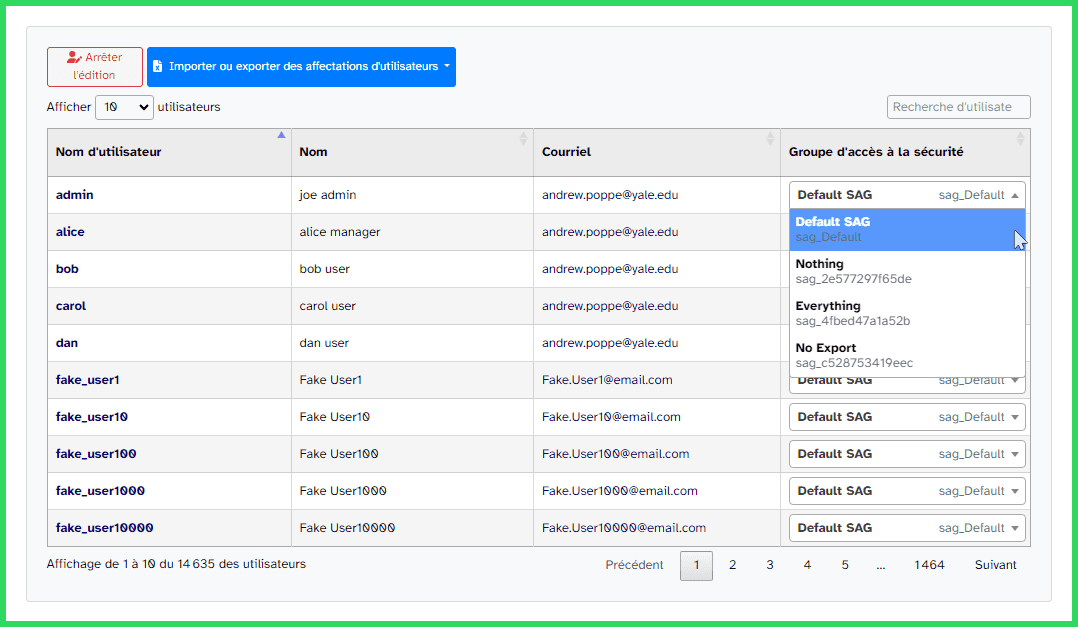 Arrêter
l'édition
Importer ou exporter des affectations d'utilisateurs
Afficher 10 utilisateurs
Recherche d'utilisate
Nom d'utilisateur Nom Courriel Groupe d'accès à la sécurité
admin joe admin andrew.poppe@yale.edu Default SAG sag_Default
alice alice manager andrew.poppe@yale.edu
Default SAG
sag_Default
bob bob user andrew.poppe@yale.edu
Nothing
sag_2e577297f65de
carol carol user andrew.poppe@yale.edu
Everything
sag_4fbed47a1a52b
dan dan user andrew.poppe@yale.edu
No Export
sag_c528753419eec
fake_user1 Fake User1 Fake.User1@email.com Default SAG sag_Default
fake_user10 Fake User10 Fake.User10@email.com Default SAG sag_Default
fake_user100 Fake User100 Fake.User100@email.com Default SAG sag_Default
fake_user1000 Fake User1000 Fake.User1000@email.com Default SAG sag_Default
fake_user10000 Fake User10000 Fake.User10000@email.com Default SAG sag_Default
Affichage de 1 à 10 du 14 635 des utilisateurs
Précédent 1 2 3 4 5 ... 1464 Suivant